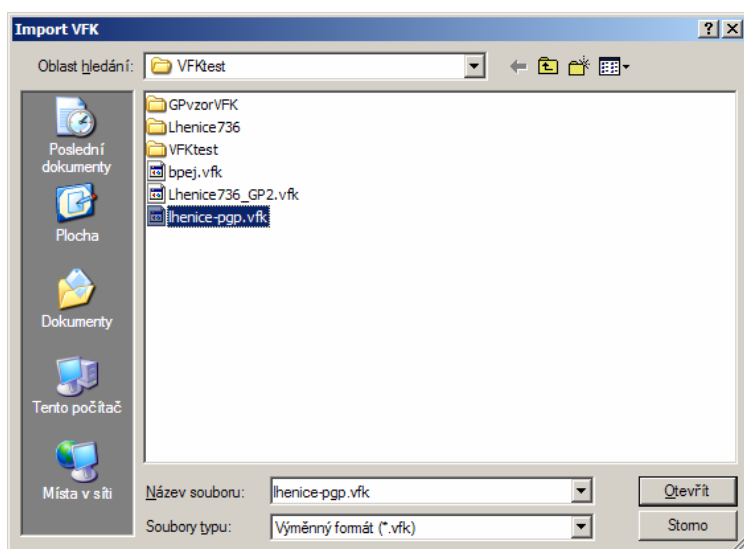 Import VFK
Oblast hledání:
VFKtest
GPvzorVFK
Lhenice736
VFKtest
bpej.vfk
Lhenice736_GP2.vfk
lhenice-pgp.vfk
Poslední
dokumenty
Plocha
Dokumenty
Tento počítač
Místa v síti
Název souboru:
lhenice-pgp.vfk
Otevřít
Soubory typu:
Výměnný formát (*.vfk)
Storno